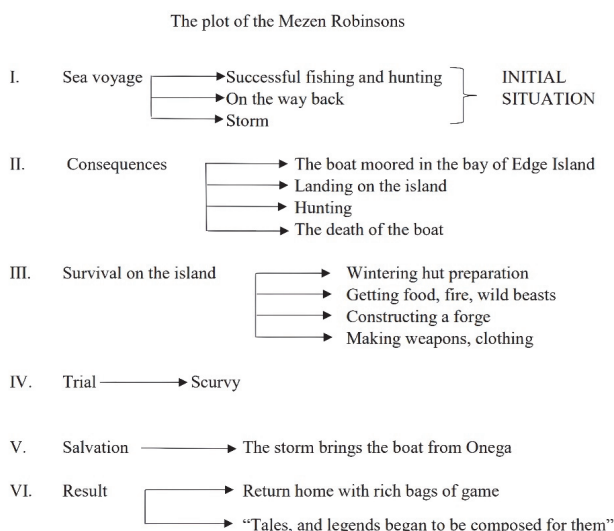 The plot of the Mezen Robinsons
I. Sea voyage Successful fishing and hunting INITIAL
On the way back SITUATION
Storm
II. Consequences The boat moored in the bay of Edge Island
Landing on the island
Hunting
The death of the boat
III. Survival on the island Wintering hut preparation
Getting food, fire, wild beasts
Constructing a forge
Making weapons, clothing
IV. Trial Scurvy
V. Salvation The storm brings the boat from Onega
VI. Result Return home with rich bags of game
“Tales, and legends began to be composed for them”